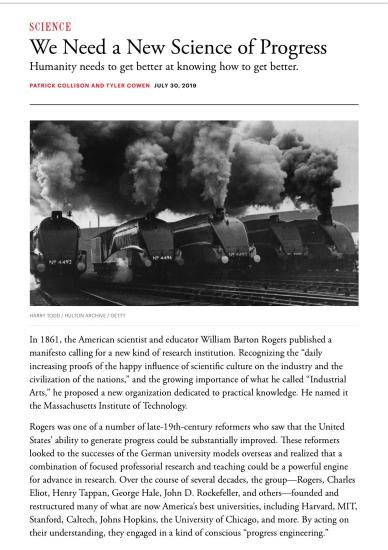 SCIENCE
We Need a New Science of Progress
Humanity needs to get better at knowing how to get better.
PATRICK COLLISON AND TYLER COWEN JULY 30, 2019
Nº 4492
Nº 4496
HARRY TODD / HULTON ARCHIVE / GETTY
In 1861, the American scientist and educator William Barton Rogers published a
manifesto calling for a new kind of research institution. Recognizing the “daily
increasing proofs of the happy influence of scientific culture on the industry and the
civilization of the nations,” and the growing importance of what he called “Industrial
Arts,” he proposed a new organization dedicated to practical knowledge. He named it
the Massachusetts Institute of Technology.
Rogers was one of a number of late-19th-century reformers who saw that the United
States’ ability to generate progress could be substantially improved. These reformers
looked to the successes of the German university models overseas and realized that a
combination of focused professorial research and teaching could be a powerful engine
for advance in research. Over the course of several decades, the group—Rogers, Charles
Eliot, Henry Tappan, George Hale, John D. Rockefeller, and others—founded and
restructured many of what are now America’s best universities, including Harvard, MIT,
Stanford, Caltech, Johns Hopkins, the University of Chicago, and more. By acting on
their understanding, they engaged in a kind of conscious “progress engineering.”